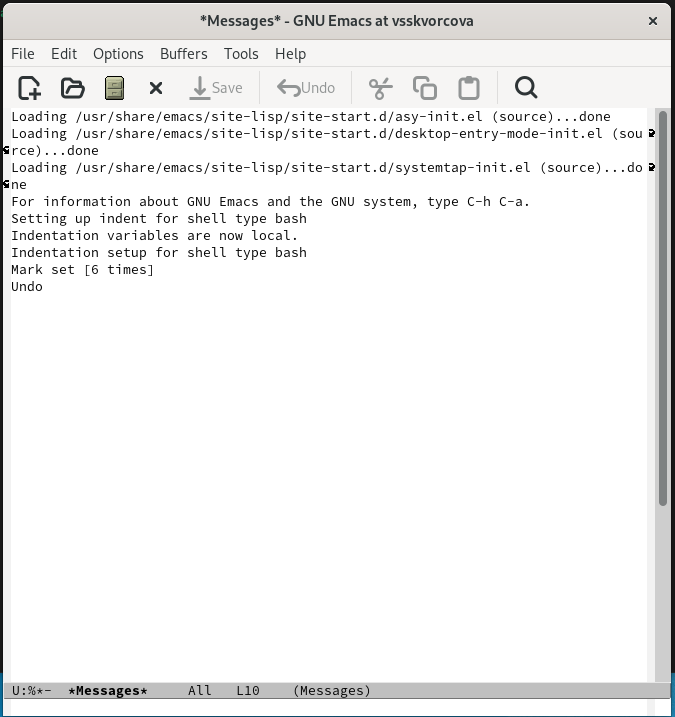 *Messages* - GNU Emacs at vsskvorcova
File Edit Options Buffers Tools Help
Save Undo
Loading /usr/share/emacs/site-lisp/site-start.d/asy-init.el (source)...done
Loading /usr/share/emacs/site-lisp/site-start.d/desktop-entry-mode-init.el (sou
rce)...done
Loading /usr/share/emacs/site-lisp/site-start.d/systemtap-init.el (source)...do
ne
For information about GNU Emacs and the GNU system, type C-h C-a.
Setting up indent for shell type bash
Indentation variables are now local.
Indentation setup for shell type bash
Mark set [6 times]
Undo
U:%*-  *Messages*     All   L10    (Messages)